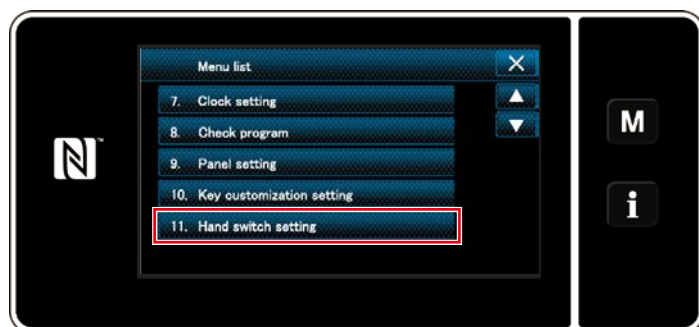 Menu list
7. Clock setting
8. Check program
9. Panel setting
10. Key customization setting
11. Hand switch setting
M
i